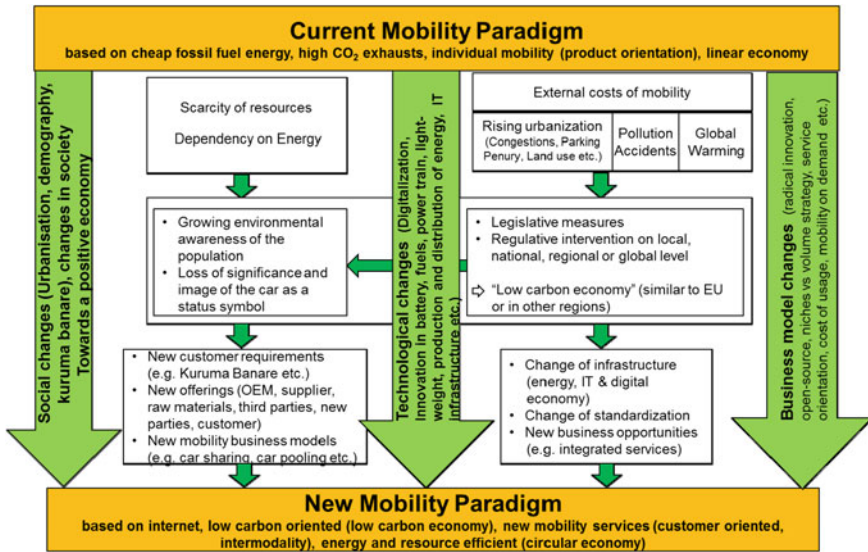 Current Mobility Paradigm
based on cheap fossil fuel energy, high CO₂ exhausts, individual mobility (product orientation), linear economy
Social changes (Urbanisation, demography,
kuruma banare), changes in society
Towards a positive economy
Scarcity of resources
Dependency on Energy
Growing environmental
awareness of the
population
Loss of significance and
image of the car as a
status symbol
• New customer requirements
(e.g. Kuruma Banare etc.)
• New offerings (OEM, supplier,
raw materials, third parties, new
parties, customer)
• New mobility business models
(e.g. car sharing, car pooling etc.)
Technological changes (Digitalization,
Innovation in battery, fuels, power train, light-
weight, production and distribution of energy, IT
infrastructure etc.)
External costs of mobility
Rising urbanization
(Congestions, Parking
Penury, Land use etc.)
Pollution
Accidents
Global
Warming
• Legislative measures
• Regulative intervention on local,
national, regional or global level
⇨ “Low carbon economy” (similar to EU
or in other regions)
• Change of infrastructure
(energy, IT & digital
economy)
• Change of standardization
• New business opportunities
(e.g. integrated services)
Business model changes (radical innovation,
open-source, niches vs volume strategy, service
orientation, cost of usage, mobility on demand etc.)
New Mobility Paradigm
based on internet, low carbon oriented (low carbon economy), new mobility services (customer oriented,
intermodality), energy and resource efficient (circular economy)